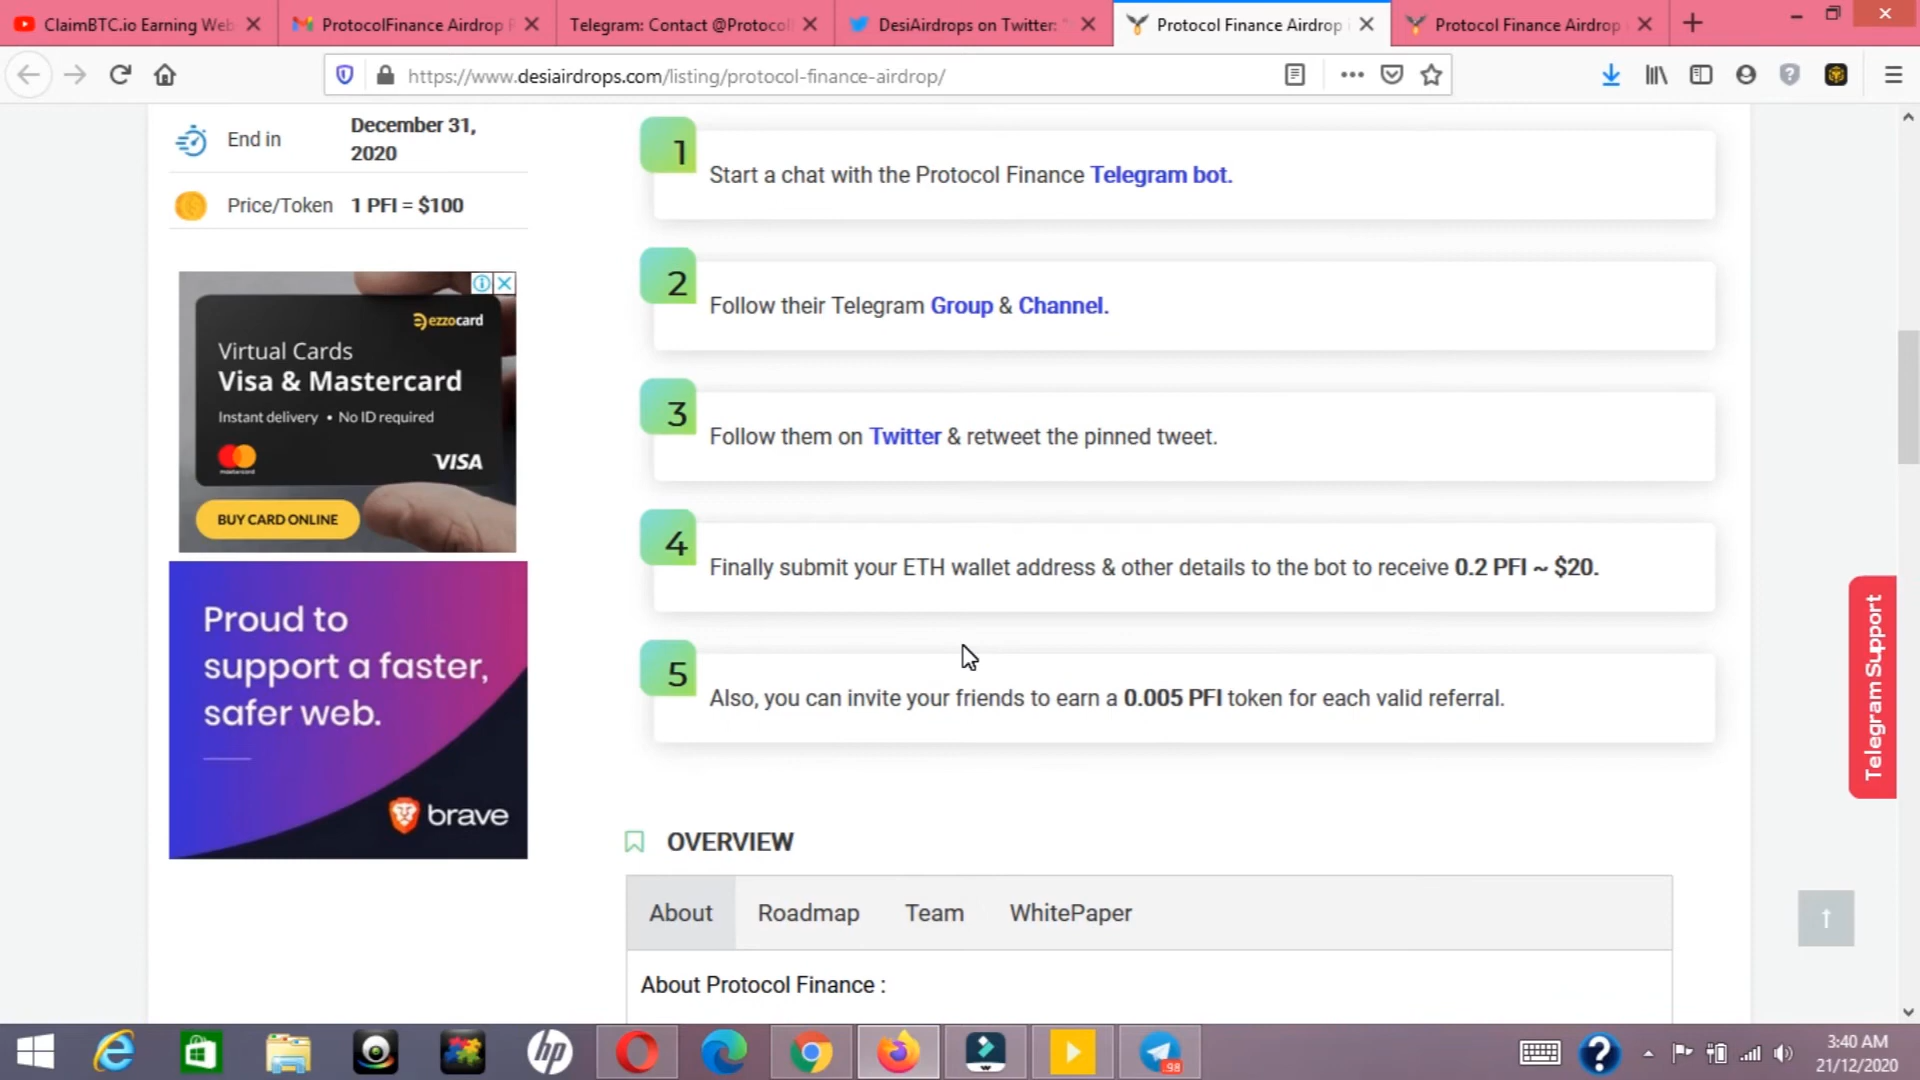 ClaimBTC.io Earning Web
ProtocolFinance Airdrop
Telegram: Contact @Protocol
DesiAirdrops on Twitter: "
Protocol Finance Airdrop
Protocol Finance Airdrop
https://www.desiairdrops.com/listing/protocol-finance-airdrop/
End in
December 31,
2020
Price/Token
1 PFI = $100
ezzocard
Virtual Cards
Visa & Mastercard
Instant delivery • No ID required
mastercard
VISA
BUY CARD ONLINE
Proud to
support a faster,
safer web.
brave
1
Start a chat with the Protocol Finance Telegram bot.
2
Follow their Telegram Group & Channel.
3
Follow them on Twitter & retweet the pinned tweet.
4
Finally submit your ETH wallet address & other details to the bot to receive 0.2 PFI ~ $20.
5
Also, you can invite your friends to earn a 0.005 PFI token for each valid referral.
OVERVIEW
About
Roadmap
Team
WhitePaper
About Protocol Finance :
Telegram Support
hp
.98
3:40 AM
21/12/2020